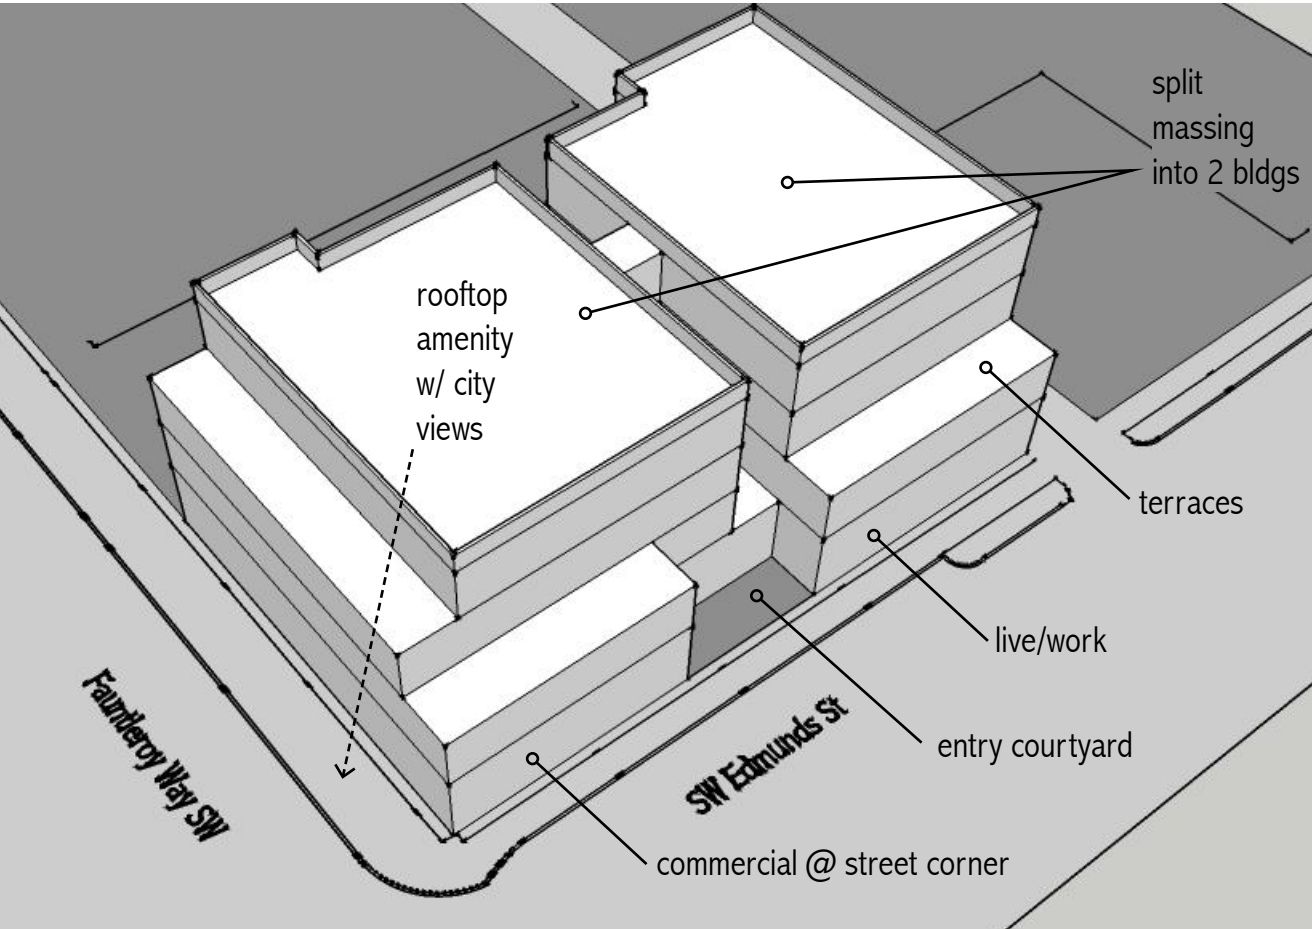 split
massing
into 2 bldgs
rooftop
amenity
w/ city
views
terraces
live/work
entry courtyard
commercial @ street corner
Fauntleroy Way SW
SW Edmunds St